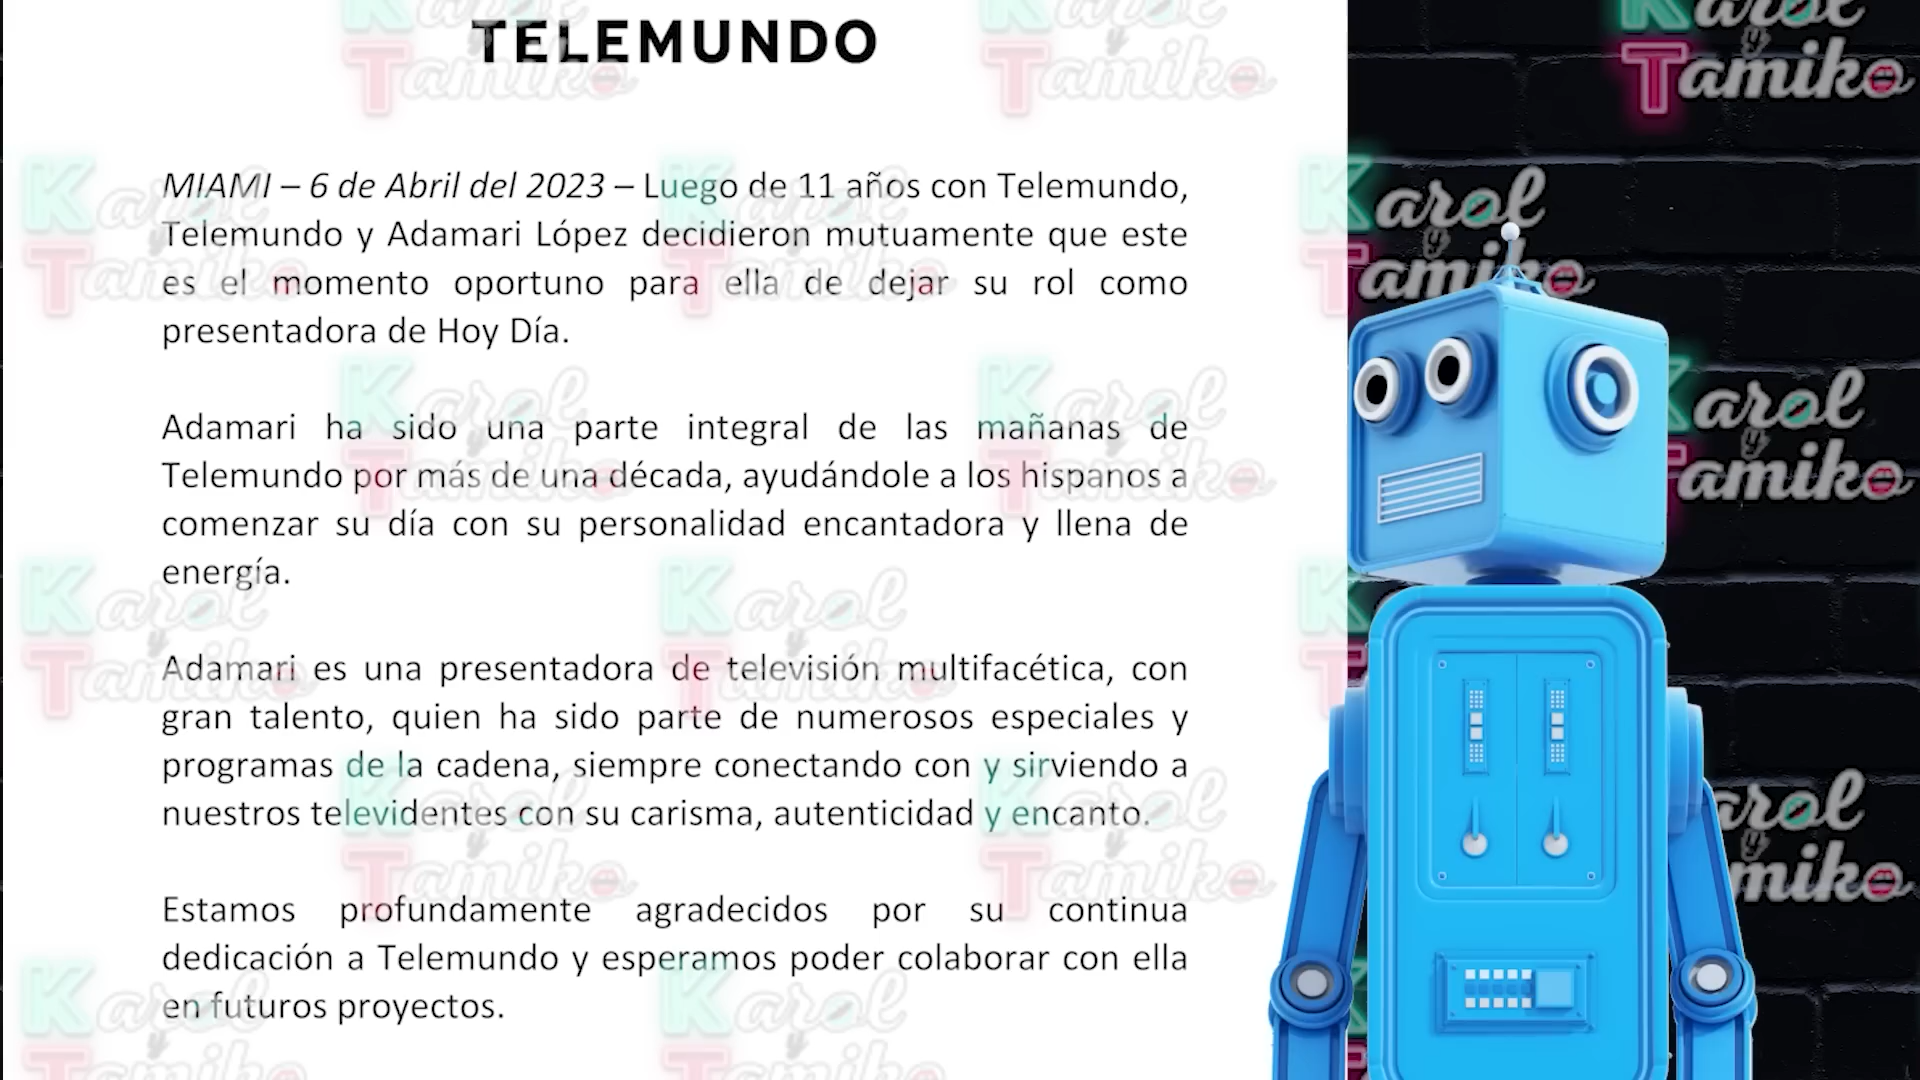 TELEMUNDO
MIAMI – 6 de Abril del 2023 – Luego de 11 años con Telemundo,
Telemundo y Adamari López decidieron mutuamente que este
es el momento oportuno para ella de dejar su rol como
presentadora de Hoy Día.
Adamari ha sido una parte integral de las mañanas de
Telemundo por más de una década, ayudándole a los hispanos a
comenzar su día con su personalidad encantadora y llena de
energía.
Adamari es una presentadora de televisión multifacética, con
gran talento, quien ha sido parte de numerosos especiales y
programas de la cadena, siempre conectando con y sirviendo a
nuestros televidentes con su carisma, autenticidad y encanto.
Estamos profundamente agradecidos por su continua
dedicación a Telemundo y esperamos poder colaborar con ella
en futuros proyectos.
Karol
y
Tamiko